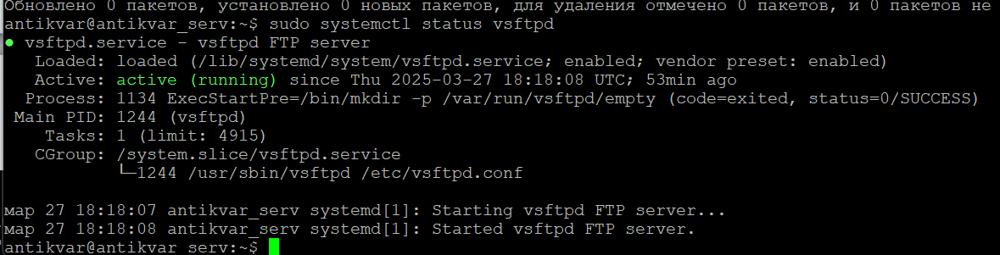 Обновлено 0 пакетов, установлено 0 новых пакетов, для удаления отмечено 0 пакетов, и 0 пакетов не
antikvar@antikvar_serv:~$ sudo systemctl status vsftpd
● vsftpd.service - vsftpd FTP server
Loaded: loaded (/lib/systemd/system/vsftpd.service; enabled; vendor preset: enabled)
Active: active (running) since Thu 2025-03-27 18:18:08 UTC; 53min ago
Process: 1134 ExecStartPre=/bin/mkdir -p /var/run/vsftpd/empty (code=exited, status=0/SUCCESS)
Main PID: 1244 (vsftpd)
Tasks: 1 (limit: 4915)
CGroup: /system.slice/vsftpd.service
└─1244 /usr/sbin/vsftpd /etc/vsftpd.conf
мар 27 18:18:07 antikvar_serv systemd[1]: Starting vsftpd FTP server...
мар 27 18:18:08 antikvar_serv systemd[1]: Started vsftpd FTP server.
antikvar@antikvar_serv:~$